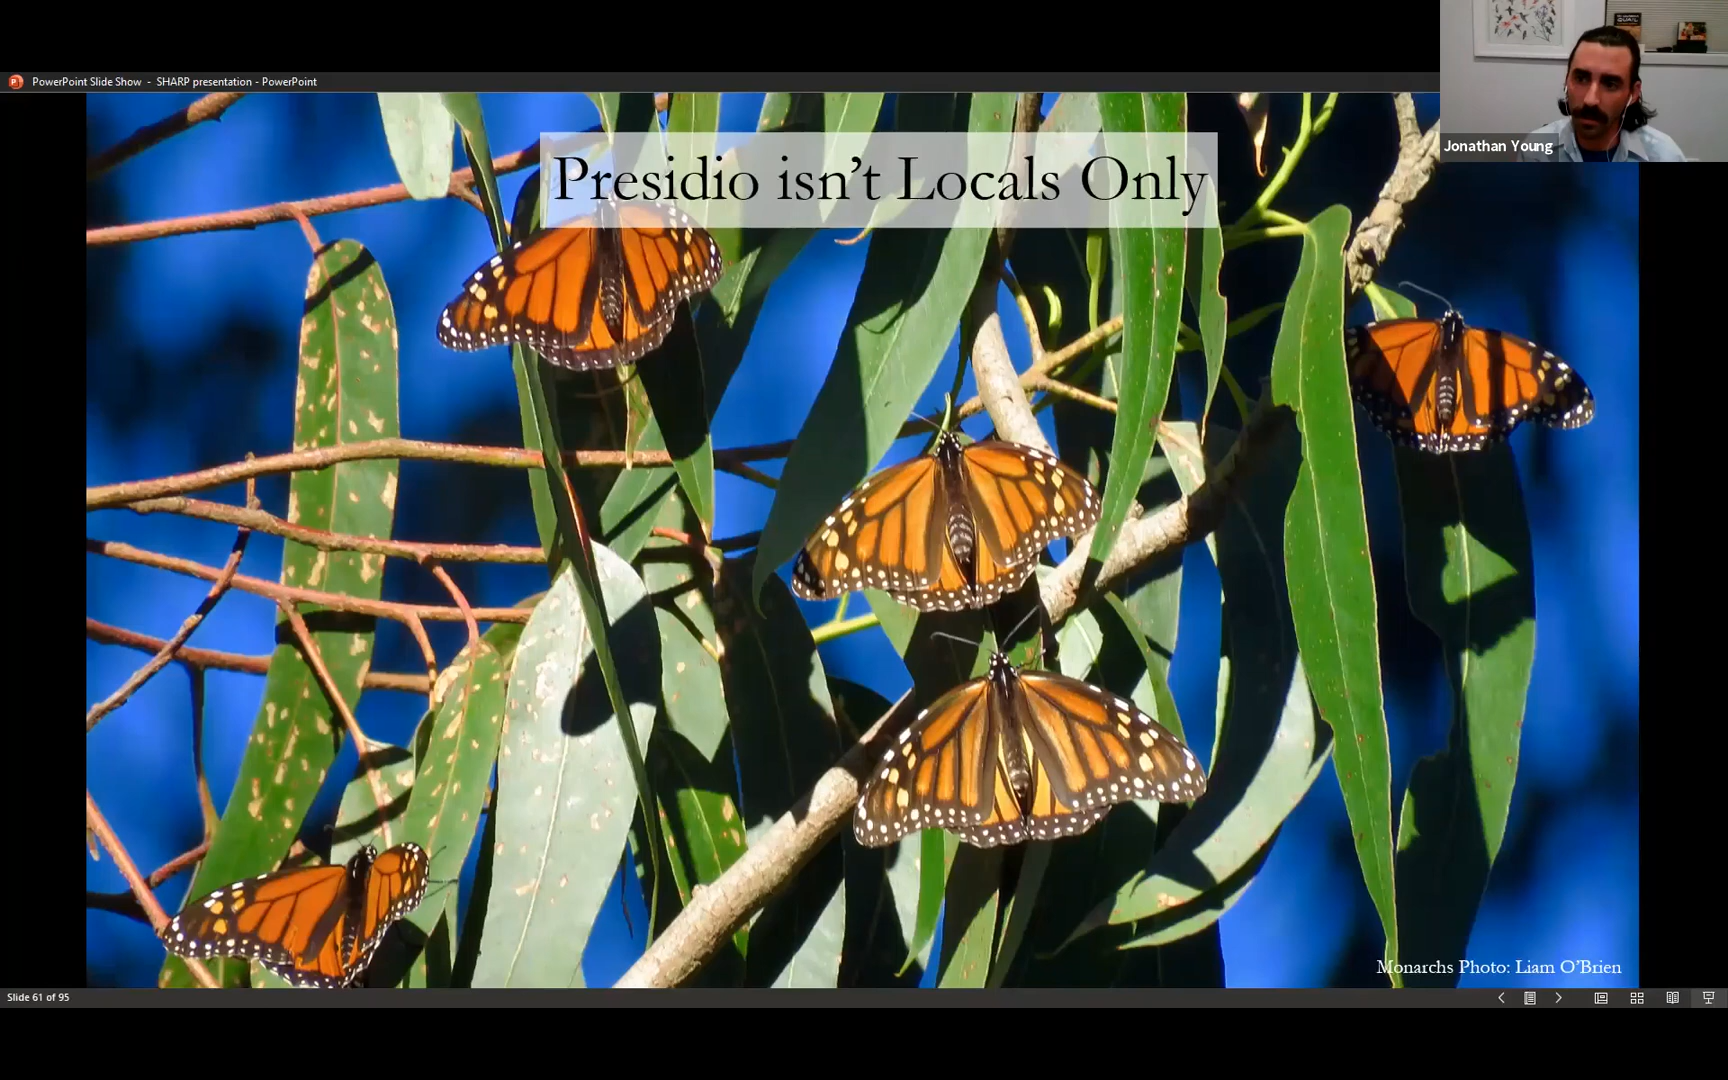 PowerPoint Slide Show - SHARP presentation - PowerPoint
Jonathan Young
Presidio isn’t Locals Only
Monarchs Photo: Liam O’Brien
Slide 61 of 95